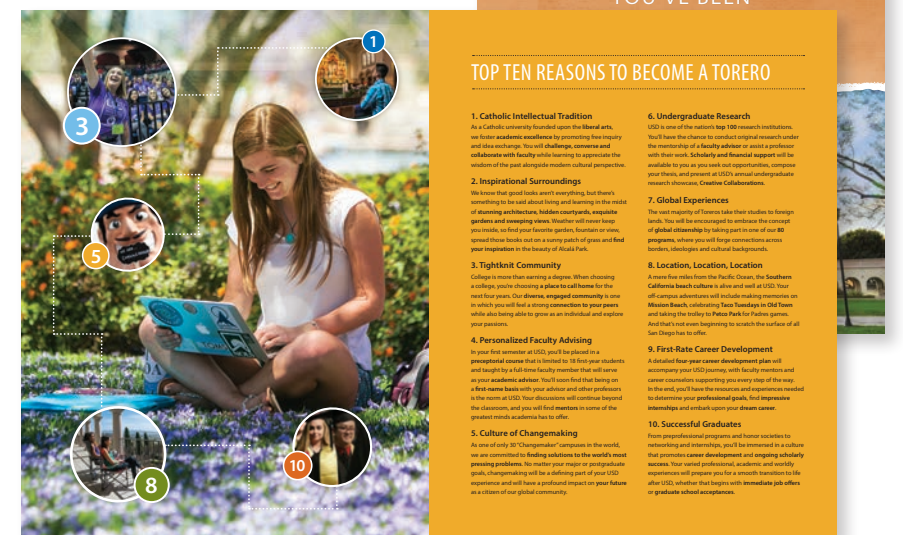 YOU'VE BEEN
1
3
5
8
10
TOP TEN REASONS TO BECOME A TORERO
1. Catholic Intellectual Tradition
As a Catholic university founded upon the liberal arts,
we foster academic excellence by promoting free inquiry
and idea exchange. You will challenge, converse and
collaborate with faculty while learning to appreciate the
wisdom of the past alongside modern cultural perspective.
2. Inspirational Surroundings
We know that good looks aren't everything, but there's
something to be said about living and learning in the midst
of stunning architecture, hidden courtyards, exquisite
gardens and sweeping views. Weather will never keep
you inside, so find your favorite garden, fountain or view,
spread those books out on a sunny patch of grass and find
your inspiration in the beauty of Alcalá Park.
3. Tightknit Community
College is more than earning a degree. When choosing
a college, you're choosing a place to call home for the
next four years. Our diverse, engaged community is one
in which you will feel a strong connection to your peers
while also being able to grow as an individual and explore
your passions.
4. Personalized Faculty Advising
In your first semester at USD, you'll be placed in a
preceptorial course that is limited to 18 first-year students
and taught by a full-time faculty member that will serve
as your academic advisor. You'll soon find that being on
a first-name basis with your advisor and other professors
is the norm at USD. Your discussions will continue beyond
the classroom, and you will find mentors in some of the
greatest minds academia has to offer.
5. Culture of Changemaking
As one of only 30 "Changemaker" campuses in the world,
we are committed to finding solutions to the world's most
pressing problems. No matter your major or postgraduate
goals, changemaking will be a defining part of your USD
experience and will have a profound impact on your future
as a citizen of our global community.
6. Undergraduate Research
USD is one of the nation's top 100 research institutions.
You'll have the chance to conduct original research under
the mentorship of a faculty advisor or assist a professor
with their work. Scholarly and financial support will be
available to you as you seek out opportunities, compose
your thesis, and present at USD's annual undergraduate
research showcase, Creative Collaborations.
7. Global Experiences
The vast majority of Toreros take their studies to foreign
lands. You will be encouraged to embrace the concept
of global citizenship by taking part in one of our 80
programs, where you will forge connections across
borders, ideologies and cultural backgrounds.
8. Location, Location, Location
A mere five miles from the Pacific Ocean, the Southern
California beach culture is alive and well at USD. Your
off-campus adventures will include making memories on
Mission Beach, celebrating Taco Tuesdays in Old Town
and taking the trolley to Petco Park for Padres games.
And that's not even beginning to scratch the surface of all
San Diego has to offer.
9. First-Rate Career Development
A detailed four-year career development plan will
accompany your USD journey, with faculty mentors and
career counselors supporting you every step of the way.
In the end, you'll have the resources and experiences needed
to determine your professional goals, find impressive
internships and embark upon your dream career.
10. Successful Graduates
From preprofessional programs and honor societies to
networking and internships, you'll be immersed in a culture
that promotes career development and ongoing scholarly
success. Your varied professional, academic and worldly
experiences will prepare you for a smooth transition to life
after USD, whether that begins with immediate job offers
or graduate school acceptances.